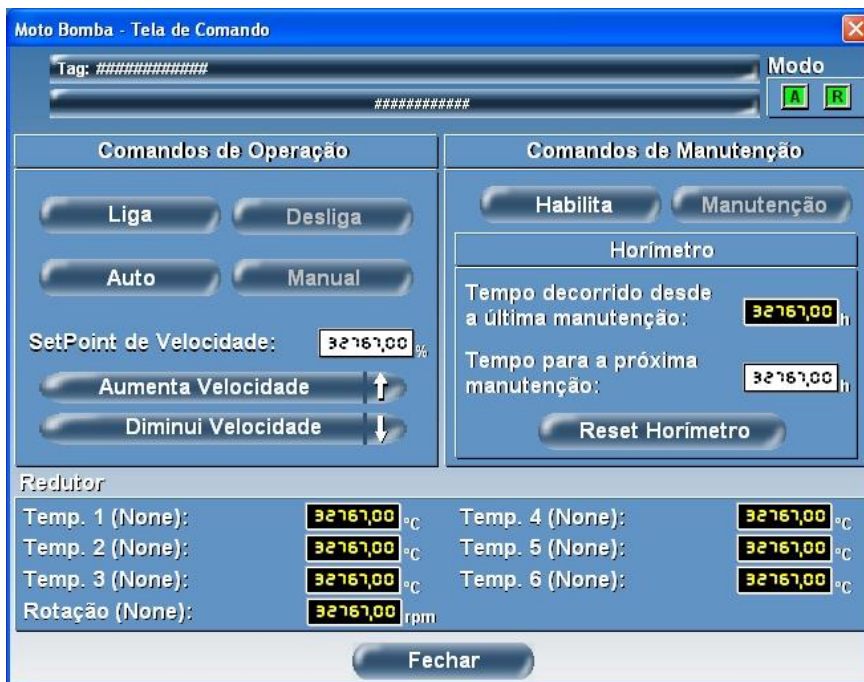 Moto Bomba - Tela de Comando
Tag: ############
############
Modo
A R
Comandos de Operação
Liga Desliga
Auto Manual
SetPoint de Velocidade: 32767,00 %
Aumenta Velocidade
Diminui Velocidade
Comandos de Manutenção
Habilita Manutenção
Horímetro
Tempo decorrido desde
a última manutenção: 32767,00 h
Tempo para a próxima
manutenção: 32767,00 h
Reset Horímetro
Redutor
Temp. 1 (None): 32767,00 °C Temp. 4 (None): 32767,00 °C
Temp. 2 (None): 32767,00 °C Temp. 5 (None): 32767,00 °C
Temp. 3 (None): 32767,00 °C Temp. 6 (None): 32767,00 °C
Rotação (None): 32767,00 rpm
Fechar